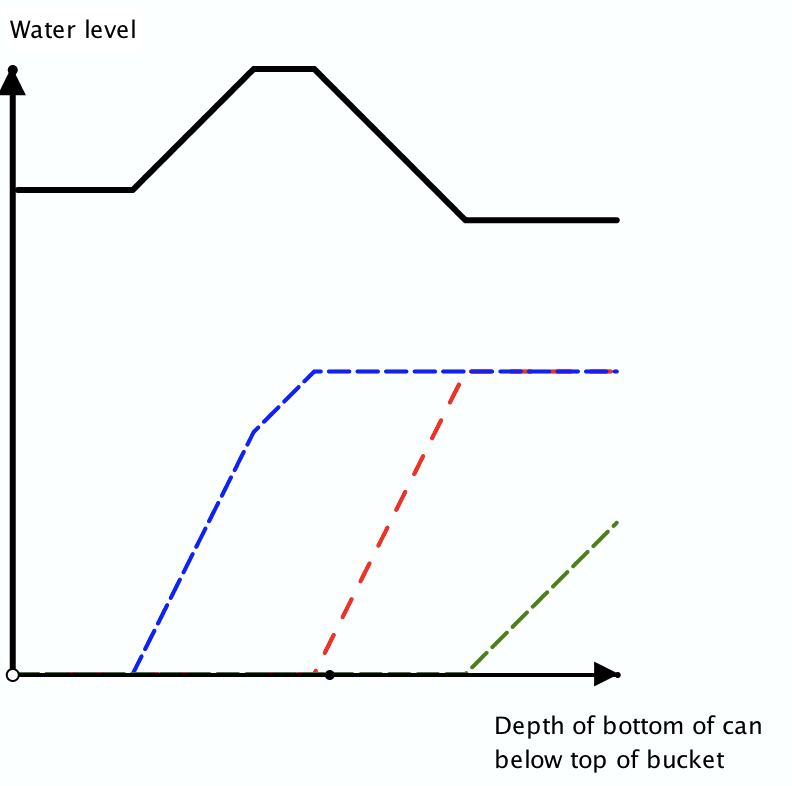 Water level
Depth of bottom of can
below top of bucket